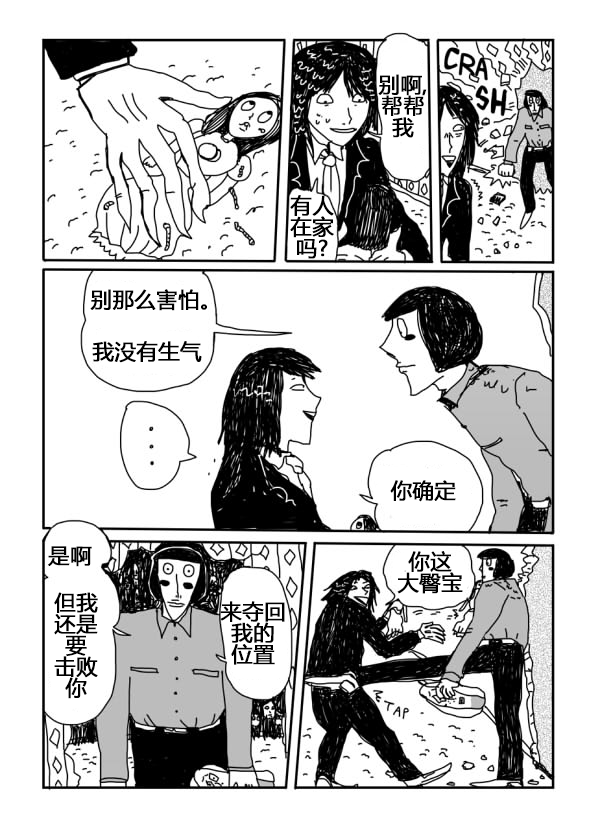 别啊,
帮帮
我
有人
在家
吗?
CRA
SH
别那么害怕。
我没有生气
...
你确定
是啊
但我
还是
要
击败
你
来夺回
我的
位置
你这
大臀宝
TAP